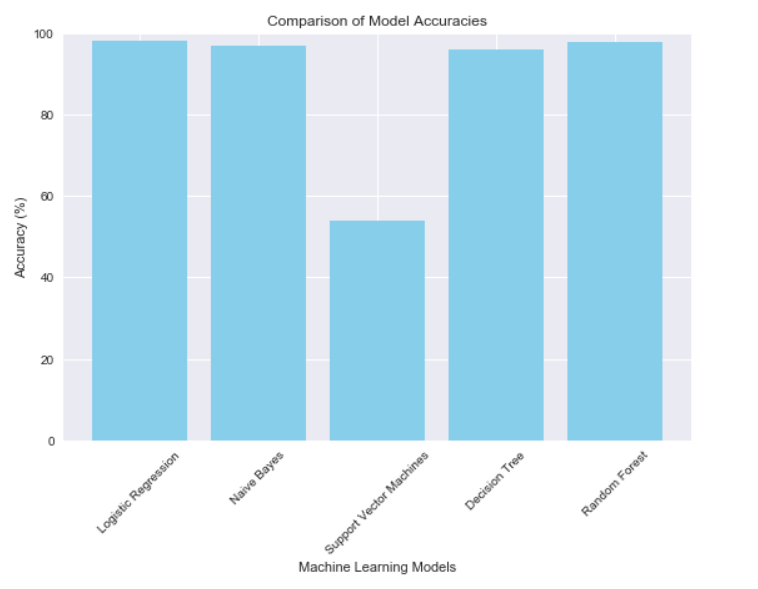 Comparison of Model Accuracies
100
80
60
40
20
0
Accuracy (%)
Logistic Regression
Naive Bayes
Support Vector Machines
Decision Tree
Random Forest
Machine Learning Models